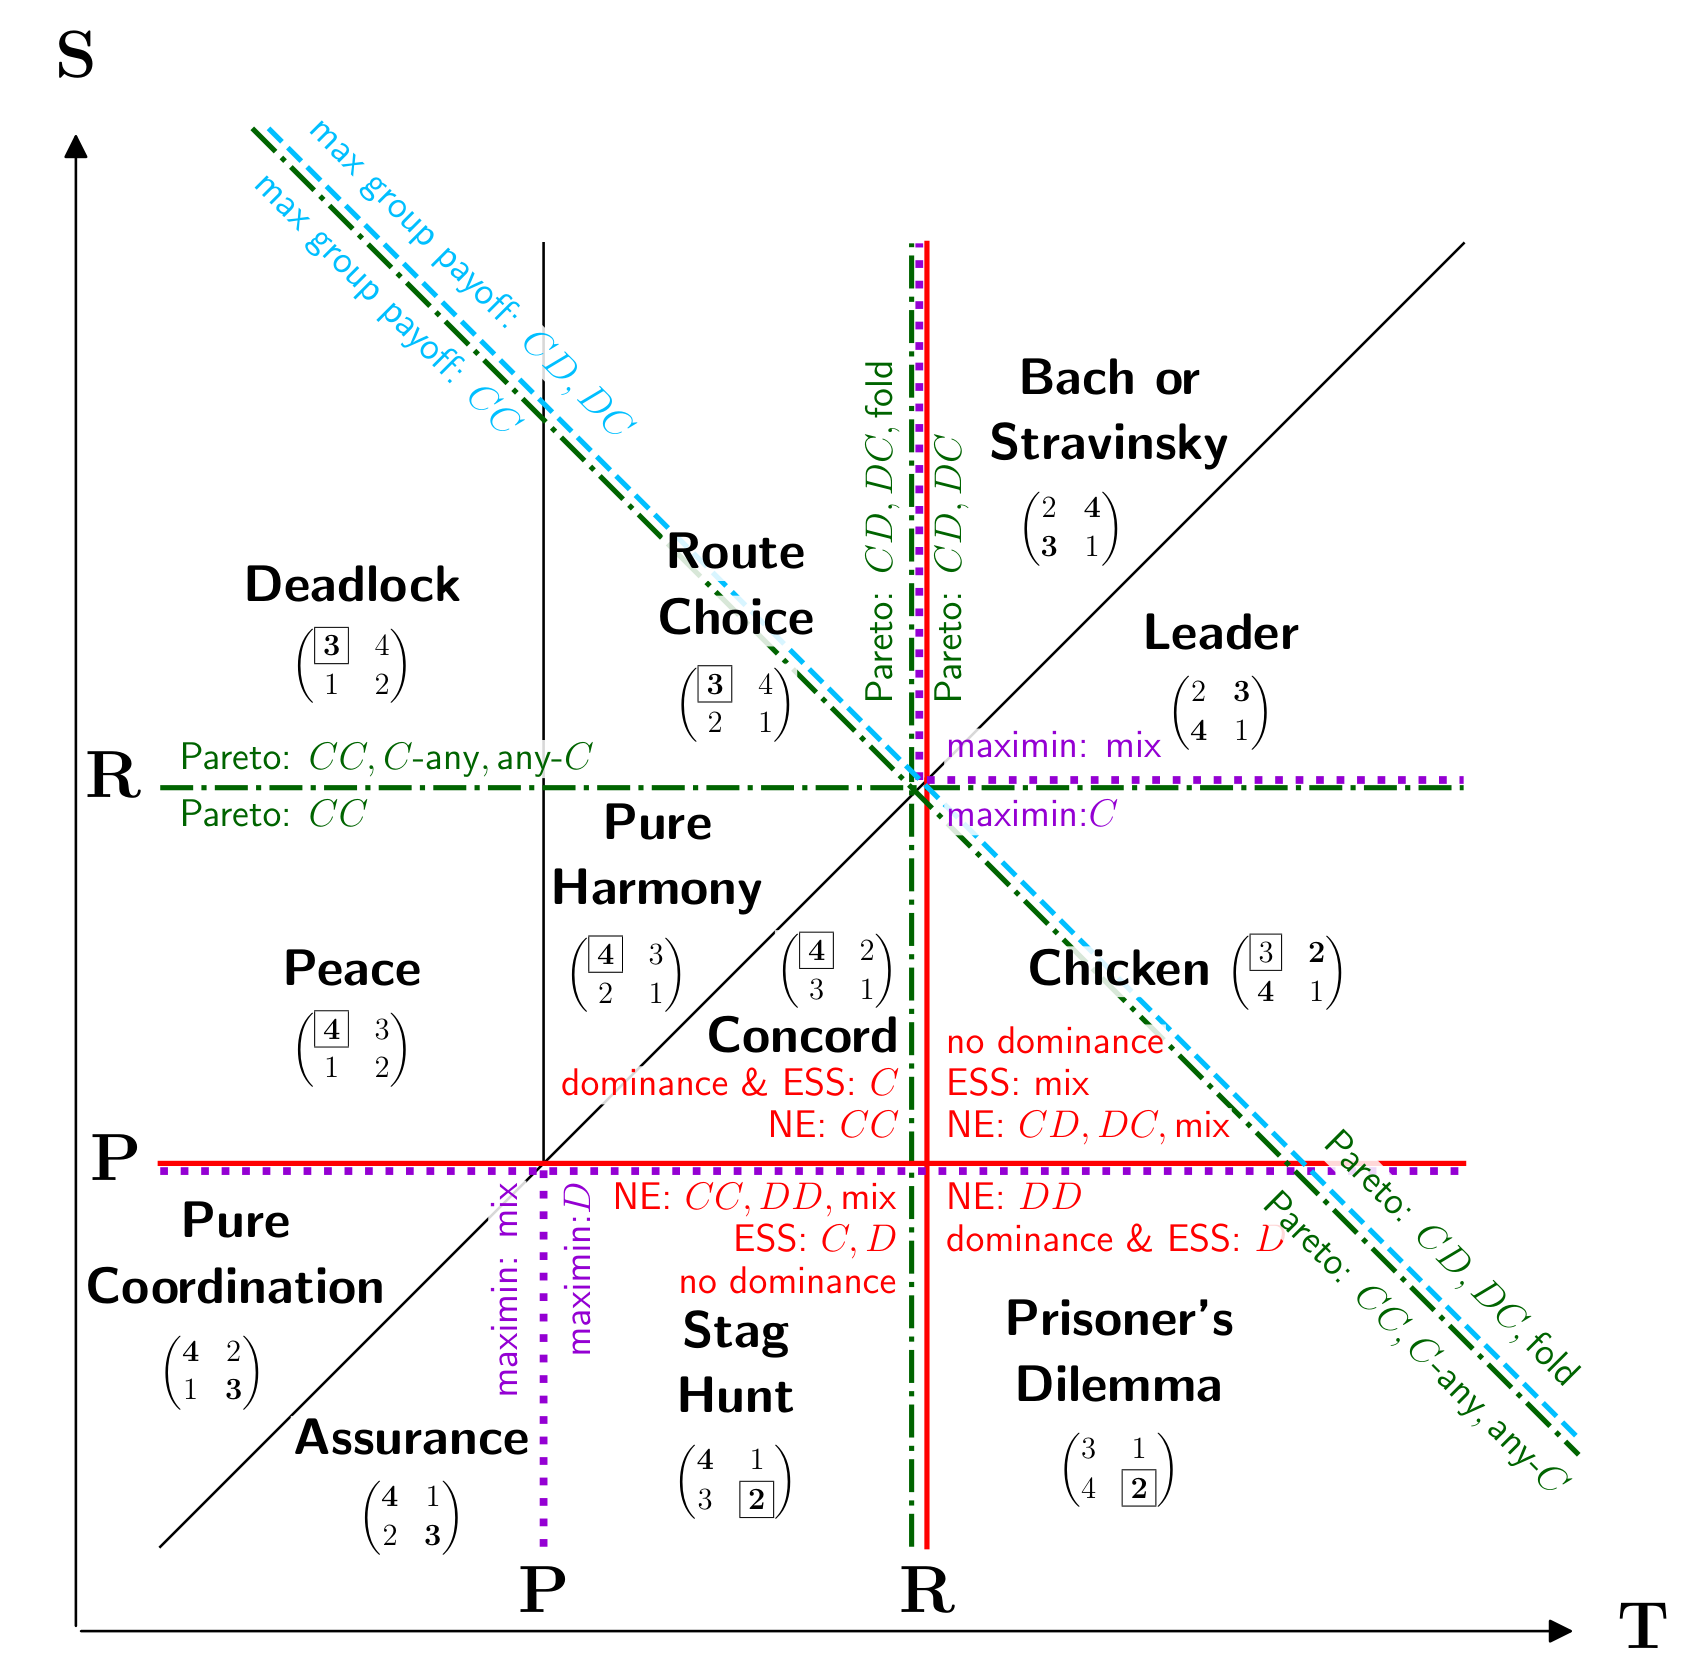 S
max group payoff: CD, DC
max group payoff: CC
Bach or
Stravinsky
2 4
3 1
Pareto: CD, DC, fold
Pareto: CD, DC
Route
Choice
3 4
2 1
Deadlock
3 4
1 2
Leader
2 3
4 1
Pareto: CC, C-any, any-C
maximin: mix
R
Pareto: CC
maximin:C
Pure
Harmony
4 3
2 1
4 2
3 1
Concord
Peace
4 3
1 2
Chicken
3 2
4 1
dominance & ESS: C
NE: CC
no dominance
ESS: mix
NE: CD, DC, mix
P
Pareto: CD, DC, fold
Pareto: CC, C-any, any-C
maximin: mix
maximin:D
NE: CC, DD, mix
ESS: C, D
no dominance
NE: DD
dominance & ESS: D
Pure
Coordination
4 2
1 3
Assurance
4 1
2 3
Stag
Hunt
4 1
3 2
Prisoner's
Dilemma
3 1
4 2
P
R
T